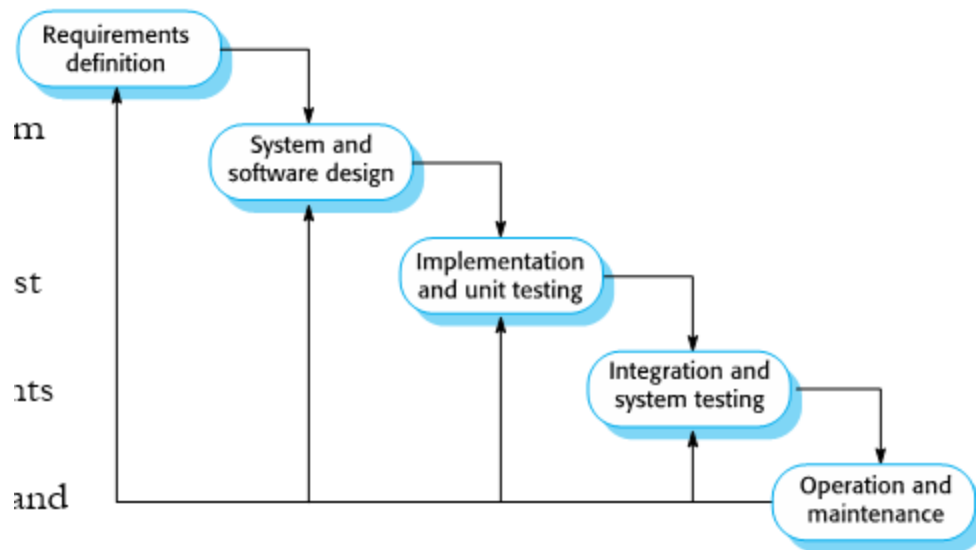 Requirements
definition
m
System and
software design
Implementation
and unit testing
st
Integration and
system testing
nts
Operation and
maintenance
and